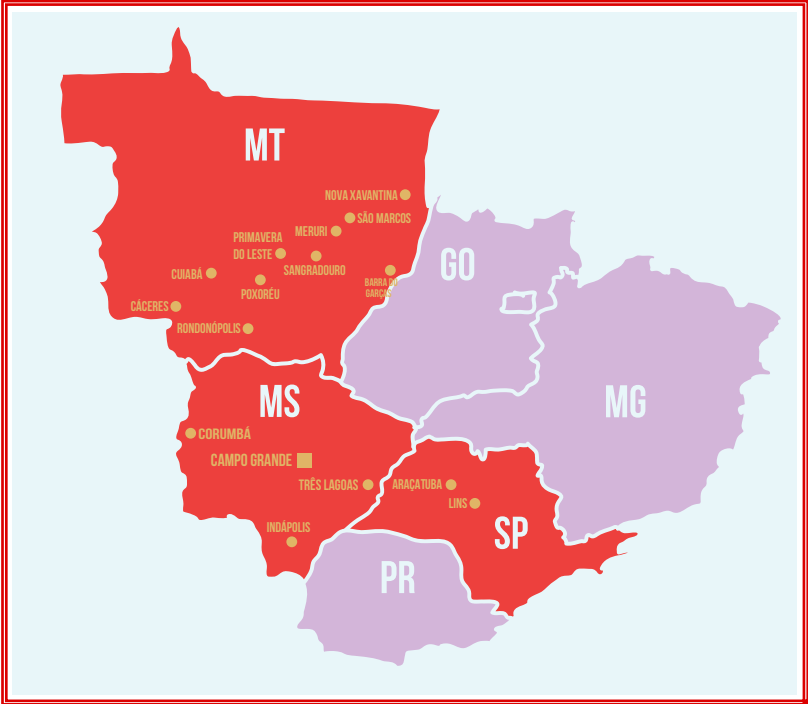 MT
NOVA XAVANTINA
SÃO MARCOS
MERURI
PRIMAVERA
DO LESTE
SANGRADOURO
CUIABÁ
POXORÉU
BARRA DO
GARÇAS
CÁCERES
RONDONÓPOLIS
GO
MS
MG
CORUMBÁ
CAMPO GRANDE
TRÊS LAGOAS
ARAÇATUBA
LINS
INDÁPOLIS
SP
PR